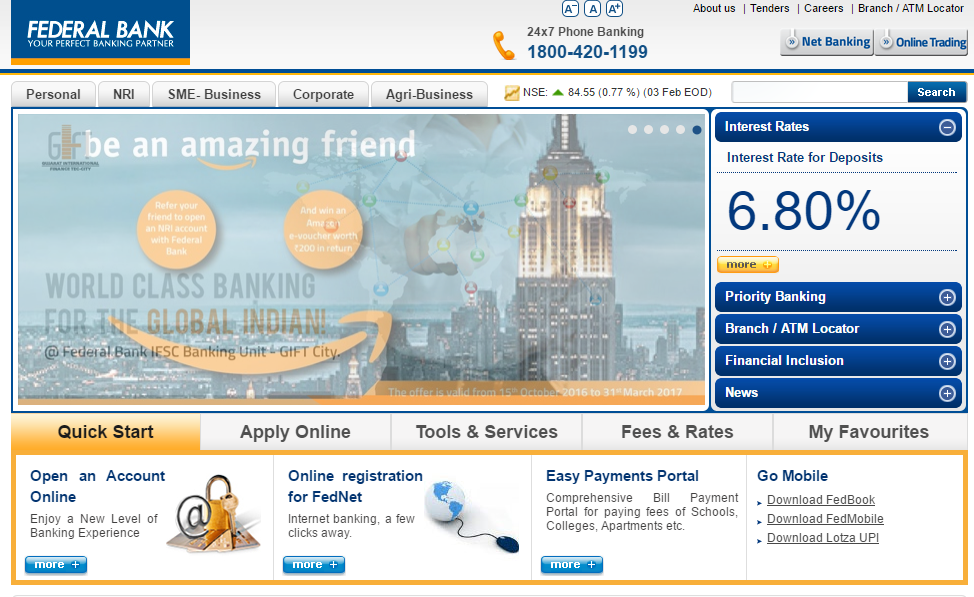 FEDERAL BANK
YOUR PERFECT BANKING PARTNER
A- A A+
About us | Tenders | Careers | Branch / ATM Locator
24x7 Phone Banking
1800-420-1199
Net Banking
Online Trading
Personal
NRI
SME- Business
Corporate
Agri-Business
NSE: 84.55 (0.77 %) (03 Feb EOD)
Search
GIFT
GUJARAT INTERNATIONAL
FINANCE TEC-CITY
be an amazing friend
Refer your
friend to open
an NRI account
with Federal
Bank
And win an
Amazon
e-voucher worth
₹200 in return
WORLD CLASS BANKING
FOR THE GLOBAL INDIAN!
@ Federal Bank IFSC Banking Unit - GIFT City.
The offer is valid from 15th October 2016 to 31st March 2017
Interest Rates
Interest Rate for Deposits
6.80%
more
Priority Banking
Branch / ATM Locator
Financial Inclusion
News
Quick Start
Apply Online
Tools & Services
Fees & Rates
My Favourites
Open an Account
Online
Enjoy a New Level of
Banking Experience
more +
Online registration
for FedNet
Internet banking, a few
clicks away.
more +
Easy Payments Portal
Comprehensive Bill Payment
Portal for paying fees of Schools,
Colleges, Apartments etc.
more +
Go Mobile
Download FedBook
Download FedMobile
Download Lotza UPI